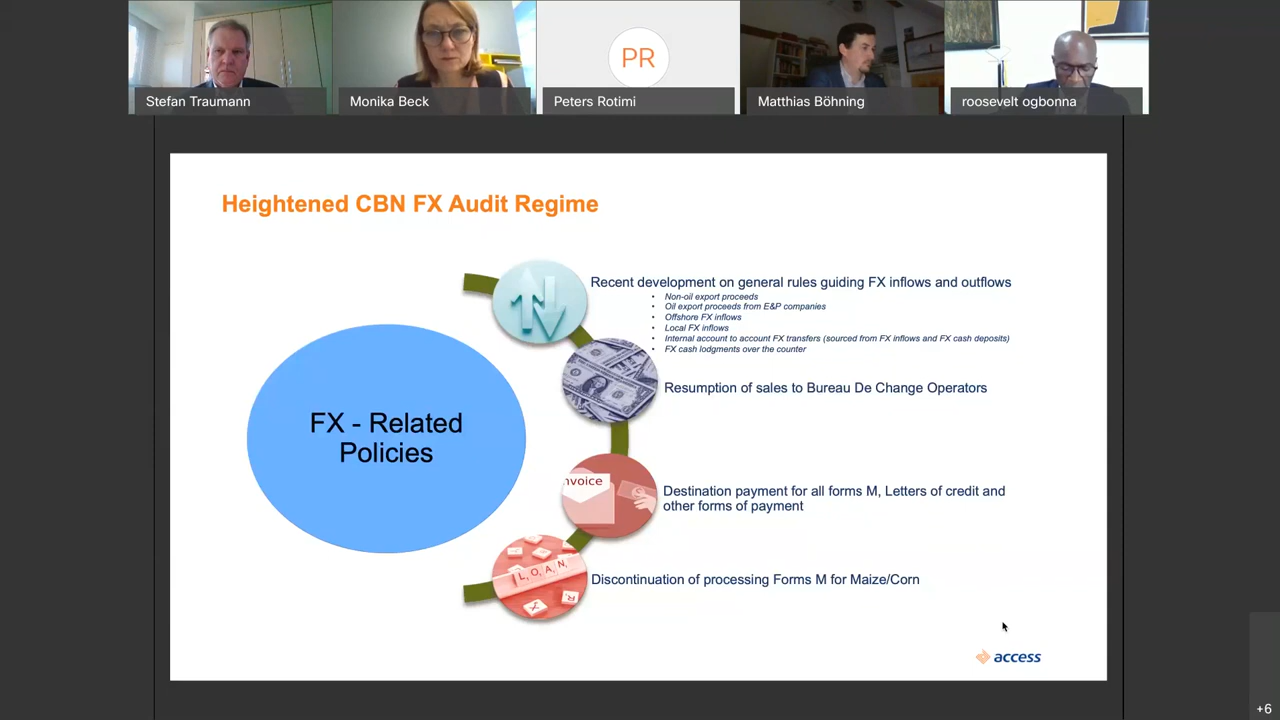 PR
Stefan Traumann
Monika Beck
Peters Rotimi
Matthias Böhning
roosevelt ogbonna
Heightened CBN FX Audit Regime
FX - Related
Policies
Recent development on general rules guiding FX inflows and outflows
• Non-oil export proceeds
• Oil export proceeds from E&P companies
• Offshore FX inflows
• Local FX inflows
• Internal account to account FX transfers (sourced from FX inflows and FX cash deposits)
• FX cash lodgments over the counter
Resumption of sales to Bureau De Change Operators
nvoice
Destination payment for all forms M, Letters of credit and
other forms of payment
LOAN
Discontinuation of processing Forms M for Maize/Corn
access
+6